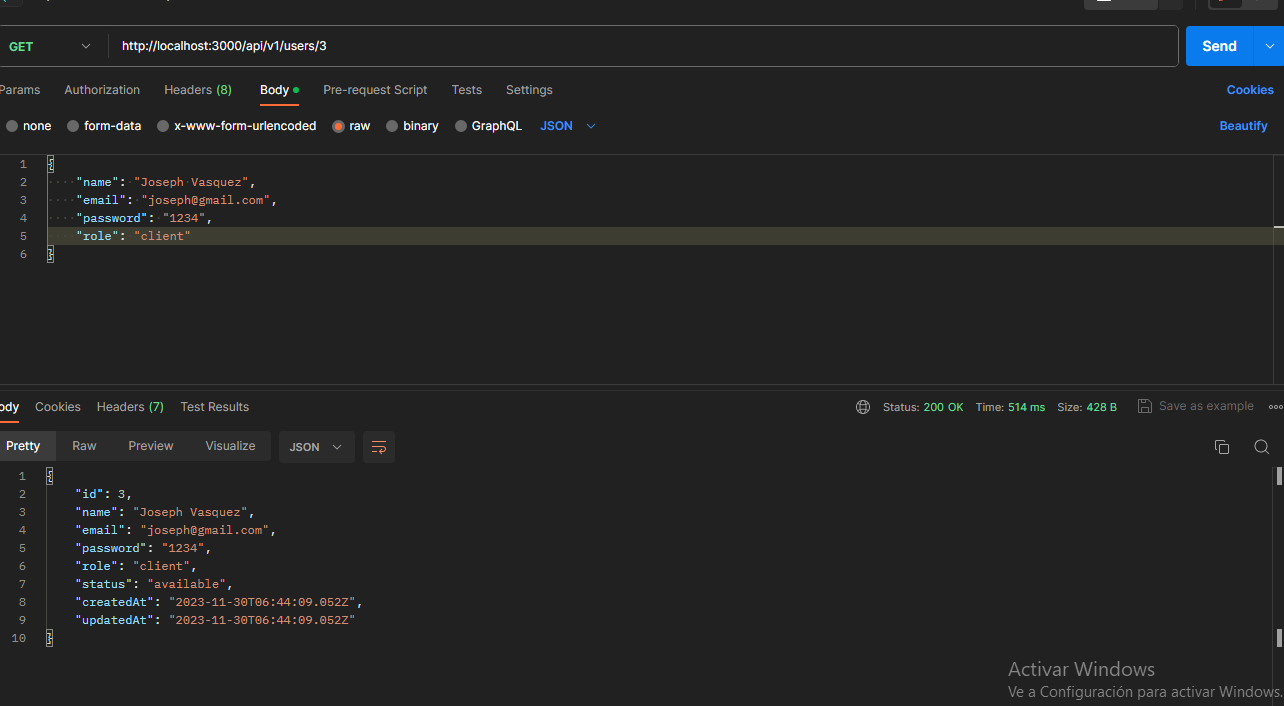 GET http://localhost:3000/api/v1/users/3 Send
Params Authorization Headers (8) Body Pre-request Script Tests Settings Cookies
none form-data x-www-form-urlencoded raw binary GraphQL JSON Beautify
1 {
2 "name": "Joseph Vasquez",
3 "email": "joseph@gmail.com",
4 "password": "1234",
5 "role": "client"
6 }
ody Cookies Headers (7) Test Results Status: 200 OK Time: 514 ms Size: 428 B Save as example
Pretty Raw Preview Visualize JSON
1 {
2 "id": 3,
3 "name": "Joseph Vasquez",
4 "email": "joseph@gmail.com",
5 "password": "1234",
6 "role": "client",
7 "status": "available",
8 "createdAt": "2023-11-30T06:44:09.052Z",
9 "updatedAt": "2023-11-30T06:44:09.052Z"
10 }
Activar Windows
Ve a Configuración para activar Windows.